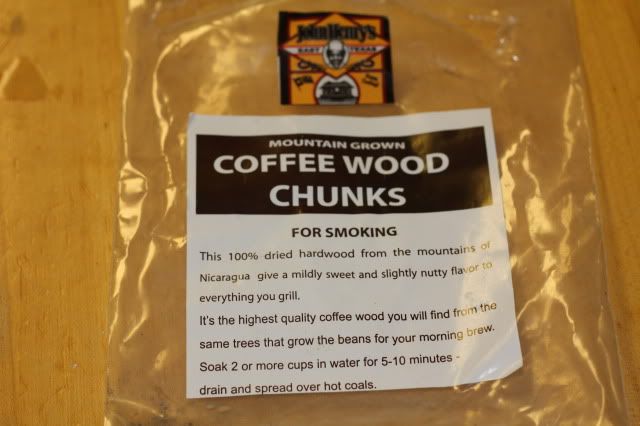 John Henry's
EAST TEXAS
MOUNTAIN GROWN
COFFEE WOOD
CHUNKS
FOR SMOKING
This 100% dried hardwood from the mountains of
Nicaragua give a mildly sweet and slightly nutty flavor to
everything you grill.
It's the highest quality coffee wood you will find from the
same trees that grow the beans for your morning brew.
Soak 2 or more cups in water for 5-10 minutes -
drain and spread over hot coals.